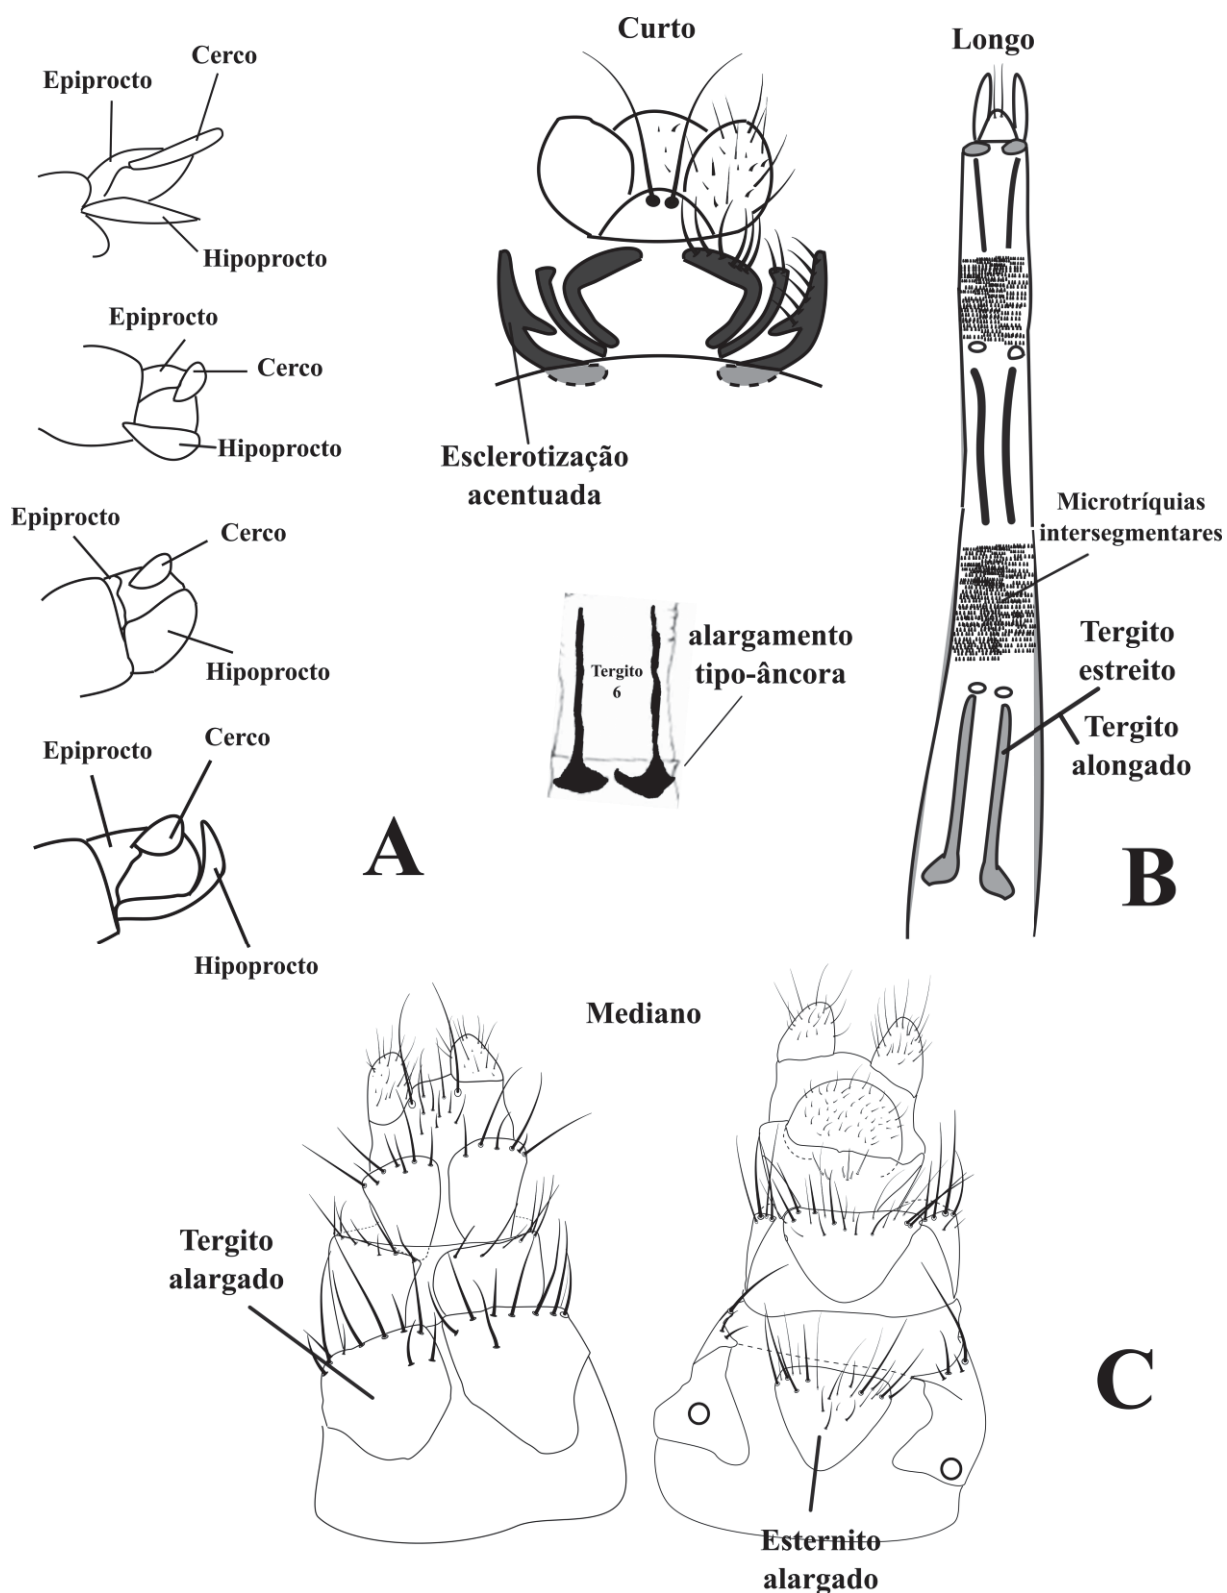 Curto
Longo
Cerco
Epiprocto
Hipoprocto
Epiprocto
Cerco
Hipoprocto
Esclerotização
acentuada
Epiprocto
Cerco
Hipoprocto
Microtríquias
intersegmentares
Tergito
6
alargamento
tipo-âncora
Tergito
estreito
Tergito
alongado
Epiprocto
Cerco
Hipoprocto
A
B
Mediano
Tergito
alargado
C
Esternito
alargado